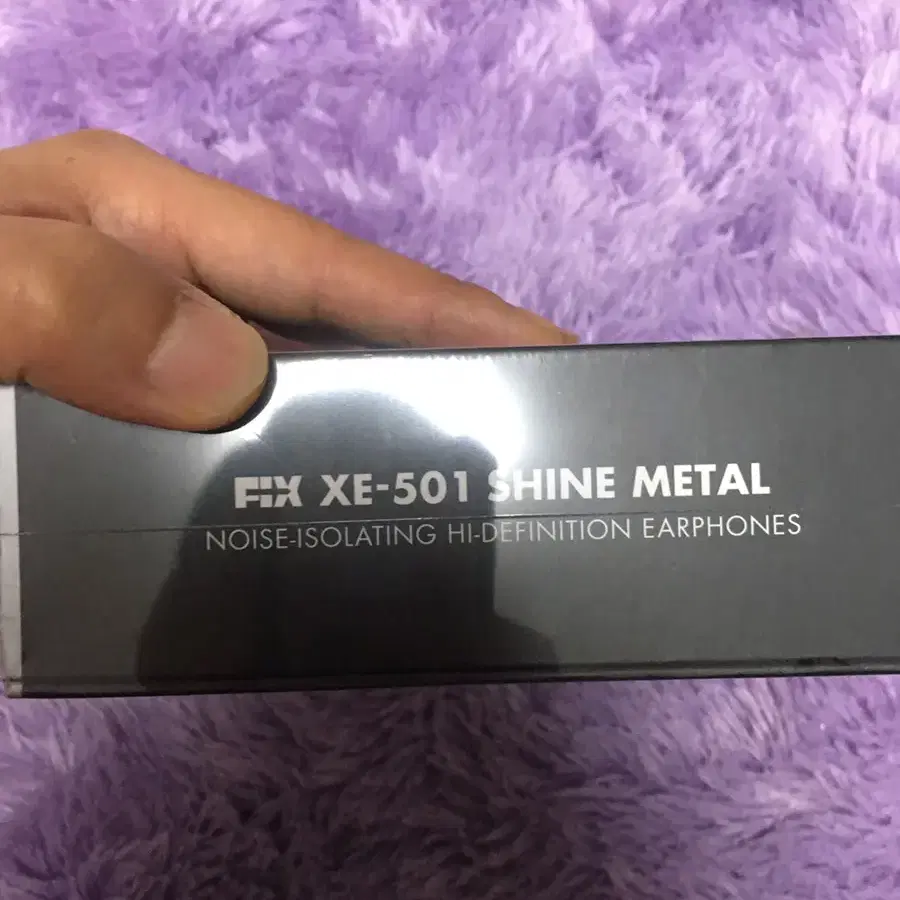 FIX XE-501 SHINE METAL
NOISE-ISOLATING HI-DEFINITION EARPHONES